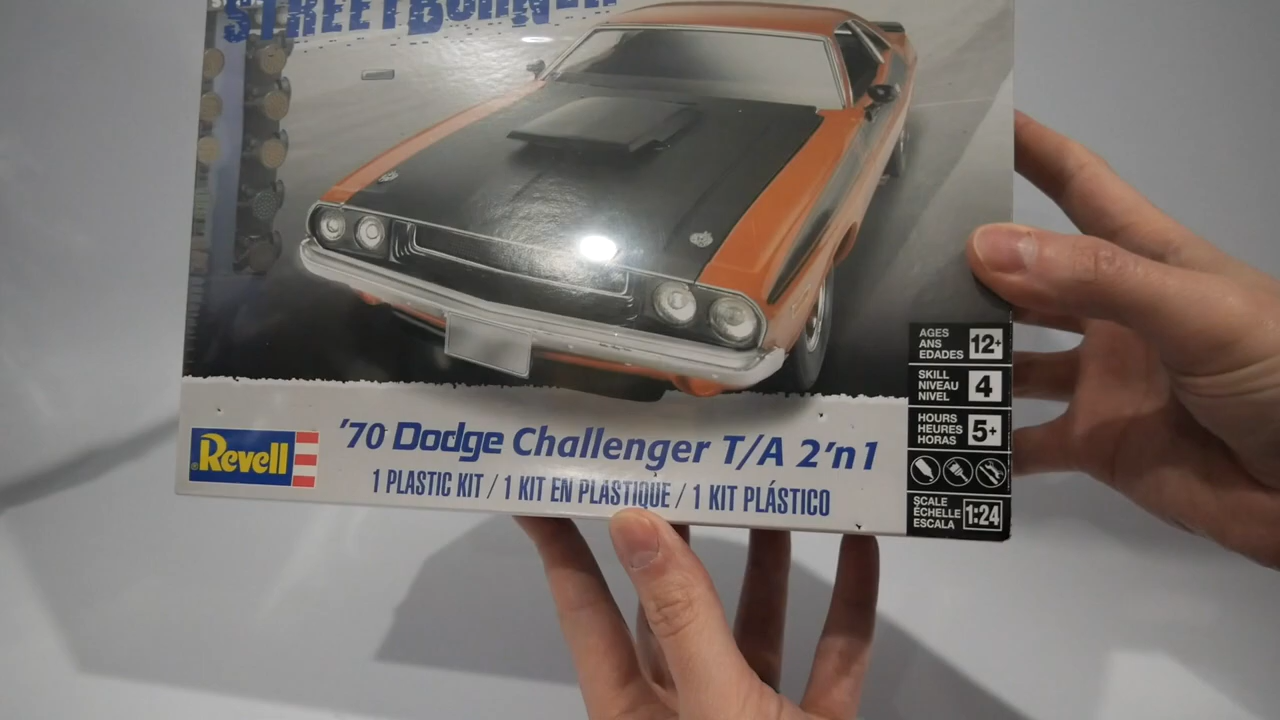 STREETBURNER
AGES
ANS
EDADES
12+
SKILL
NIVEAU
NIVEL
4
HOURS
HEURES
HORAS
5+
SCALE
ÉCHELLE
ESCALA
1:24
Revell
'70 Dodge Challenger T/A 2'n1
1 PLASTIC KIT / 1 KIT EN PLASTIQUE / 1 KIT PLÁSTICO